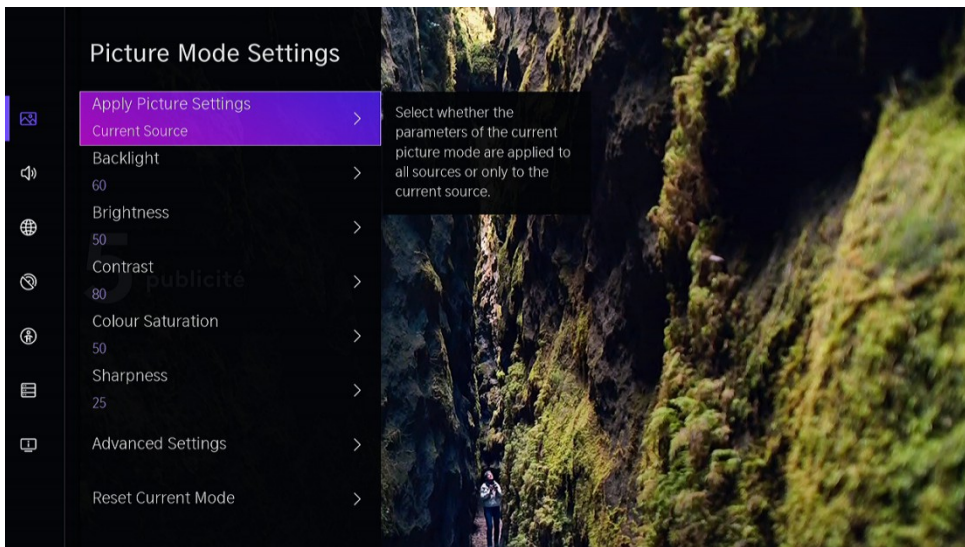 Picture Mode Settings
Apply Picture Settings
Current Source
Select whether the
parameters of the current
picture mode are applied to
all sources or only to the
current source.
Backlight
60
Brightness
50
5
Contrast
publicité
80
Colour Saturation
50
Sharpness
25
Advanced Settings
Reset Current Mode